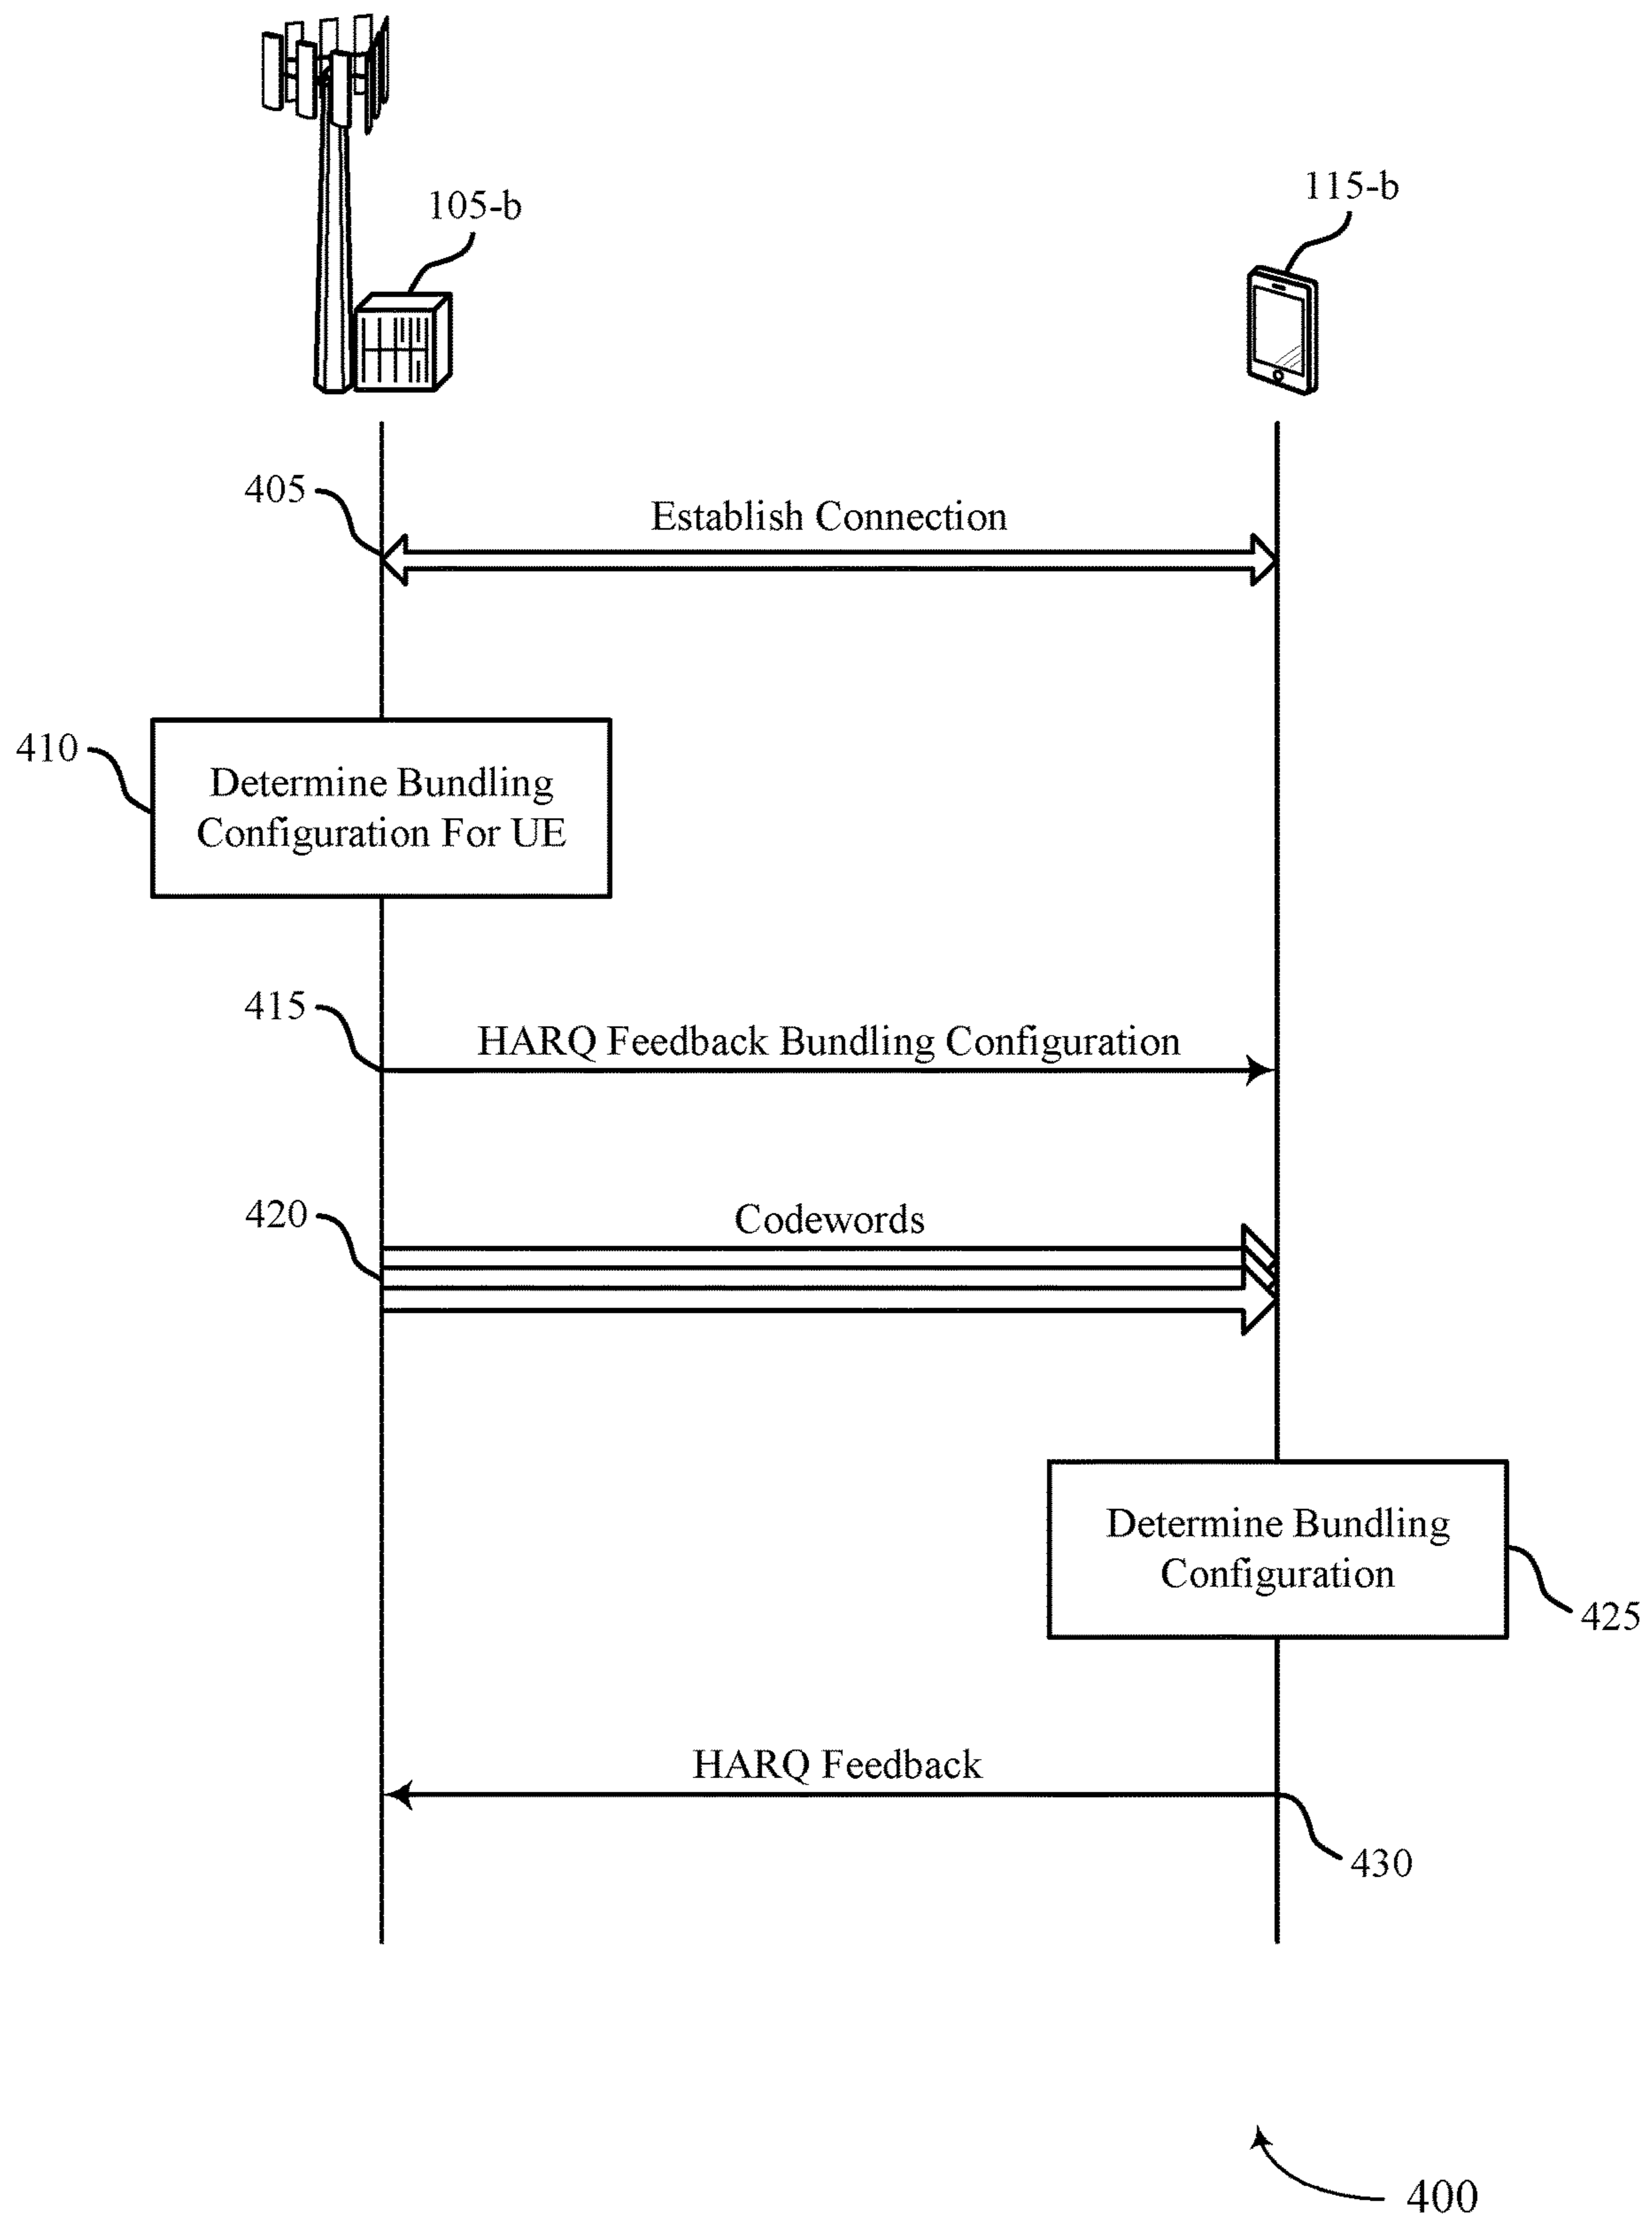 105-b
115-b
405
Establish Connection
410
Determine Bundling
Configuration For UE
415
HARQ Feedback Bundling Configuration
420
Codewords
Determine Bundling
Configuration
425
HARQ Feedback
430
400